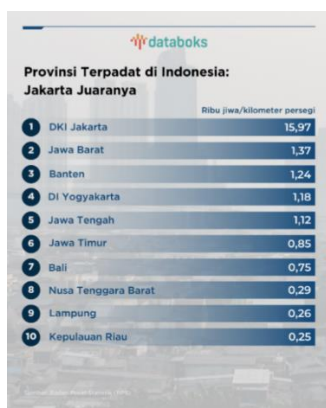 databoks
Provinsi Terpadat di Indonesia:
Jakarta Juaranya
Ribu jiwa/kilometer persegi
1 DKI Jakarta 15,97
2 Jawa Barat 1,37
3 Banten 1,24
4 DI Yogyakarta 1,18
5 Jawa Tengah 1,12
6 Jawa Timur 0,85
7 Bali 0,75
8 Nusa Tenggara Barat 0,29
9 Lampung 0,26
10 Kepulauan Riau 0,25